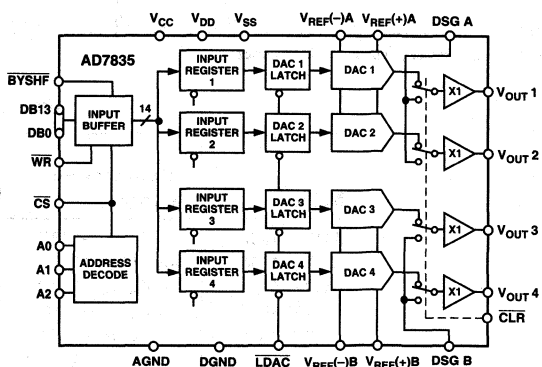 VCC VDD VSS VREF(–)A VREF(+)A DSG A
AD7835
BYSHF
DB13
DB0
WR
CS
A0
A1
A2
INPUT
BUFFER
14
ADDRESS
DECODE
INPUT
REGISTER
1
DAC 1
LATCH
DAC 1
X1
VOUT 1
INPUT
REGISTER
2
DAC 2
LATCH
DAC 2
X1
VOUT 2
INPUT
REGISTER
3
DAC 3
LATCH
DAC 3
X1
VOUT 3
INPUT
REGISTER
4
DAC 4
LATCH
DAC 4
X1
VOUT 4
CLR
AGND DGND LDAC VREF(–)B VREF(+)B DSG B